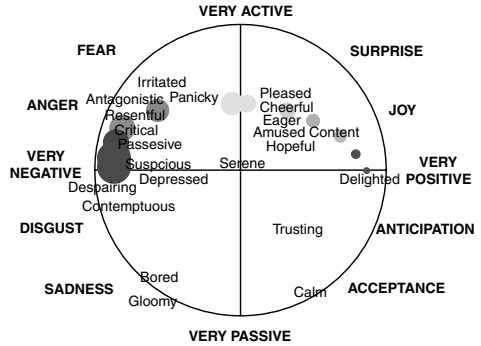 VERY ACTIVE
FEAR
SURPRISE
Irritated
Pleased
Antagonistic
Panicky
Cheerful
ANGER
JOY
Resentful
Eager
Critical
Amused Content
Passesive
Hopeful
VERY
NEGATIVE
Suspcious
Serene
VERY
POSITIVE
Depressed
Delighted
Despairing
Contemptuous
DISGUST
Trusting
ANTICIPATION
Bored
Calm
SADNESS
ACCEPTANCE
Gloomy
VERY PASSIVE